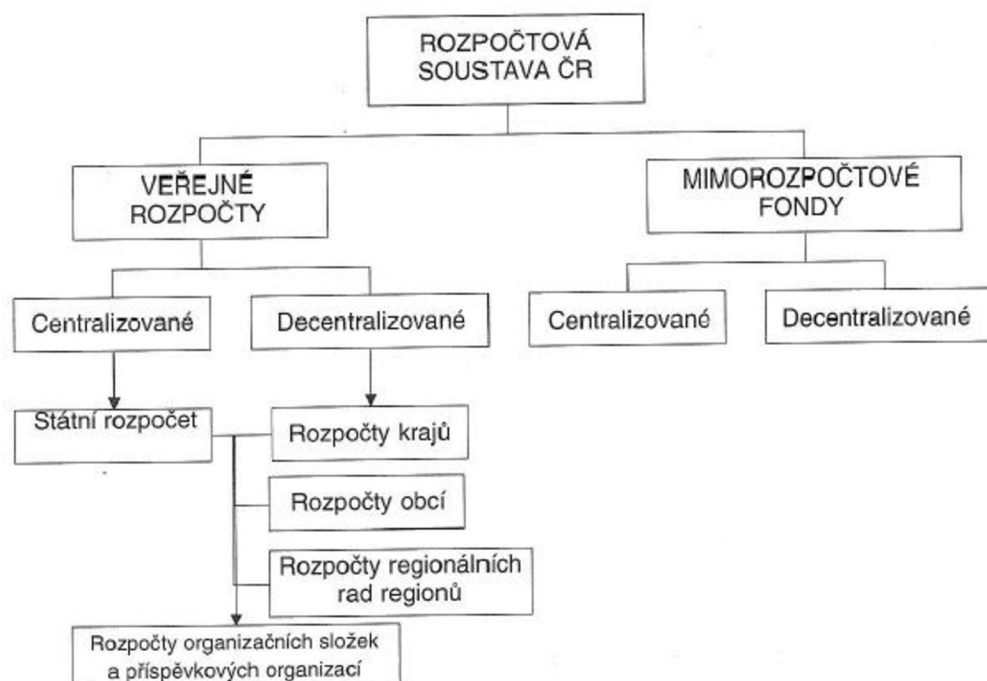 ROZPOČTOVÁ
SOUSTAVA ČR
VEŘEJNÉ
ROZPOČTY
MIMOROZPOČTOVÉ
FONDY
Centralizované
Decentralizované
Centralizované
Decentralizované
Státní rozpočet
Rozpočty krajů
Rozpočty obcí
Rozpočty regionálních
rad regionů
Rozpočty organizačních složek
a příspěvkových organizací